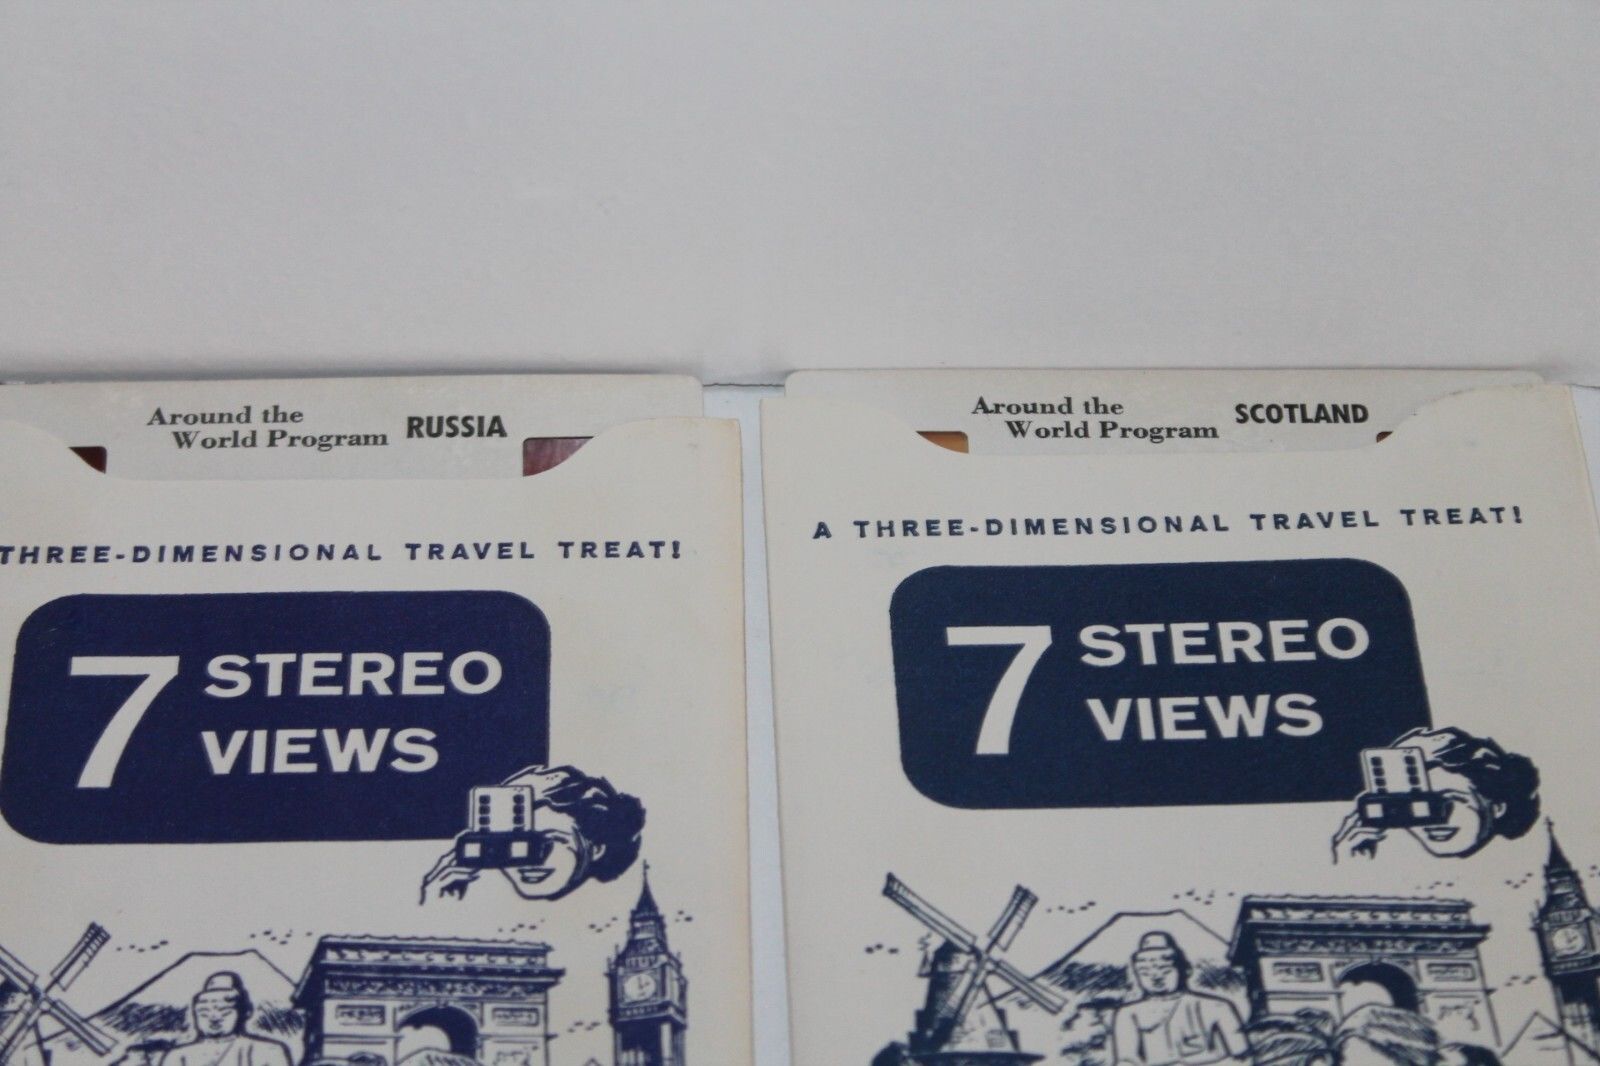 Around the
World Program RUSSIA
THREE-DIMENSIONAL TRAVEL TREAT!
7 STEREO
VIEWS
Around the
World Program SCOTLAND
A THREE-DIMENSIONAL TRAVEL TREAT!
7 STEREO
VIEWS